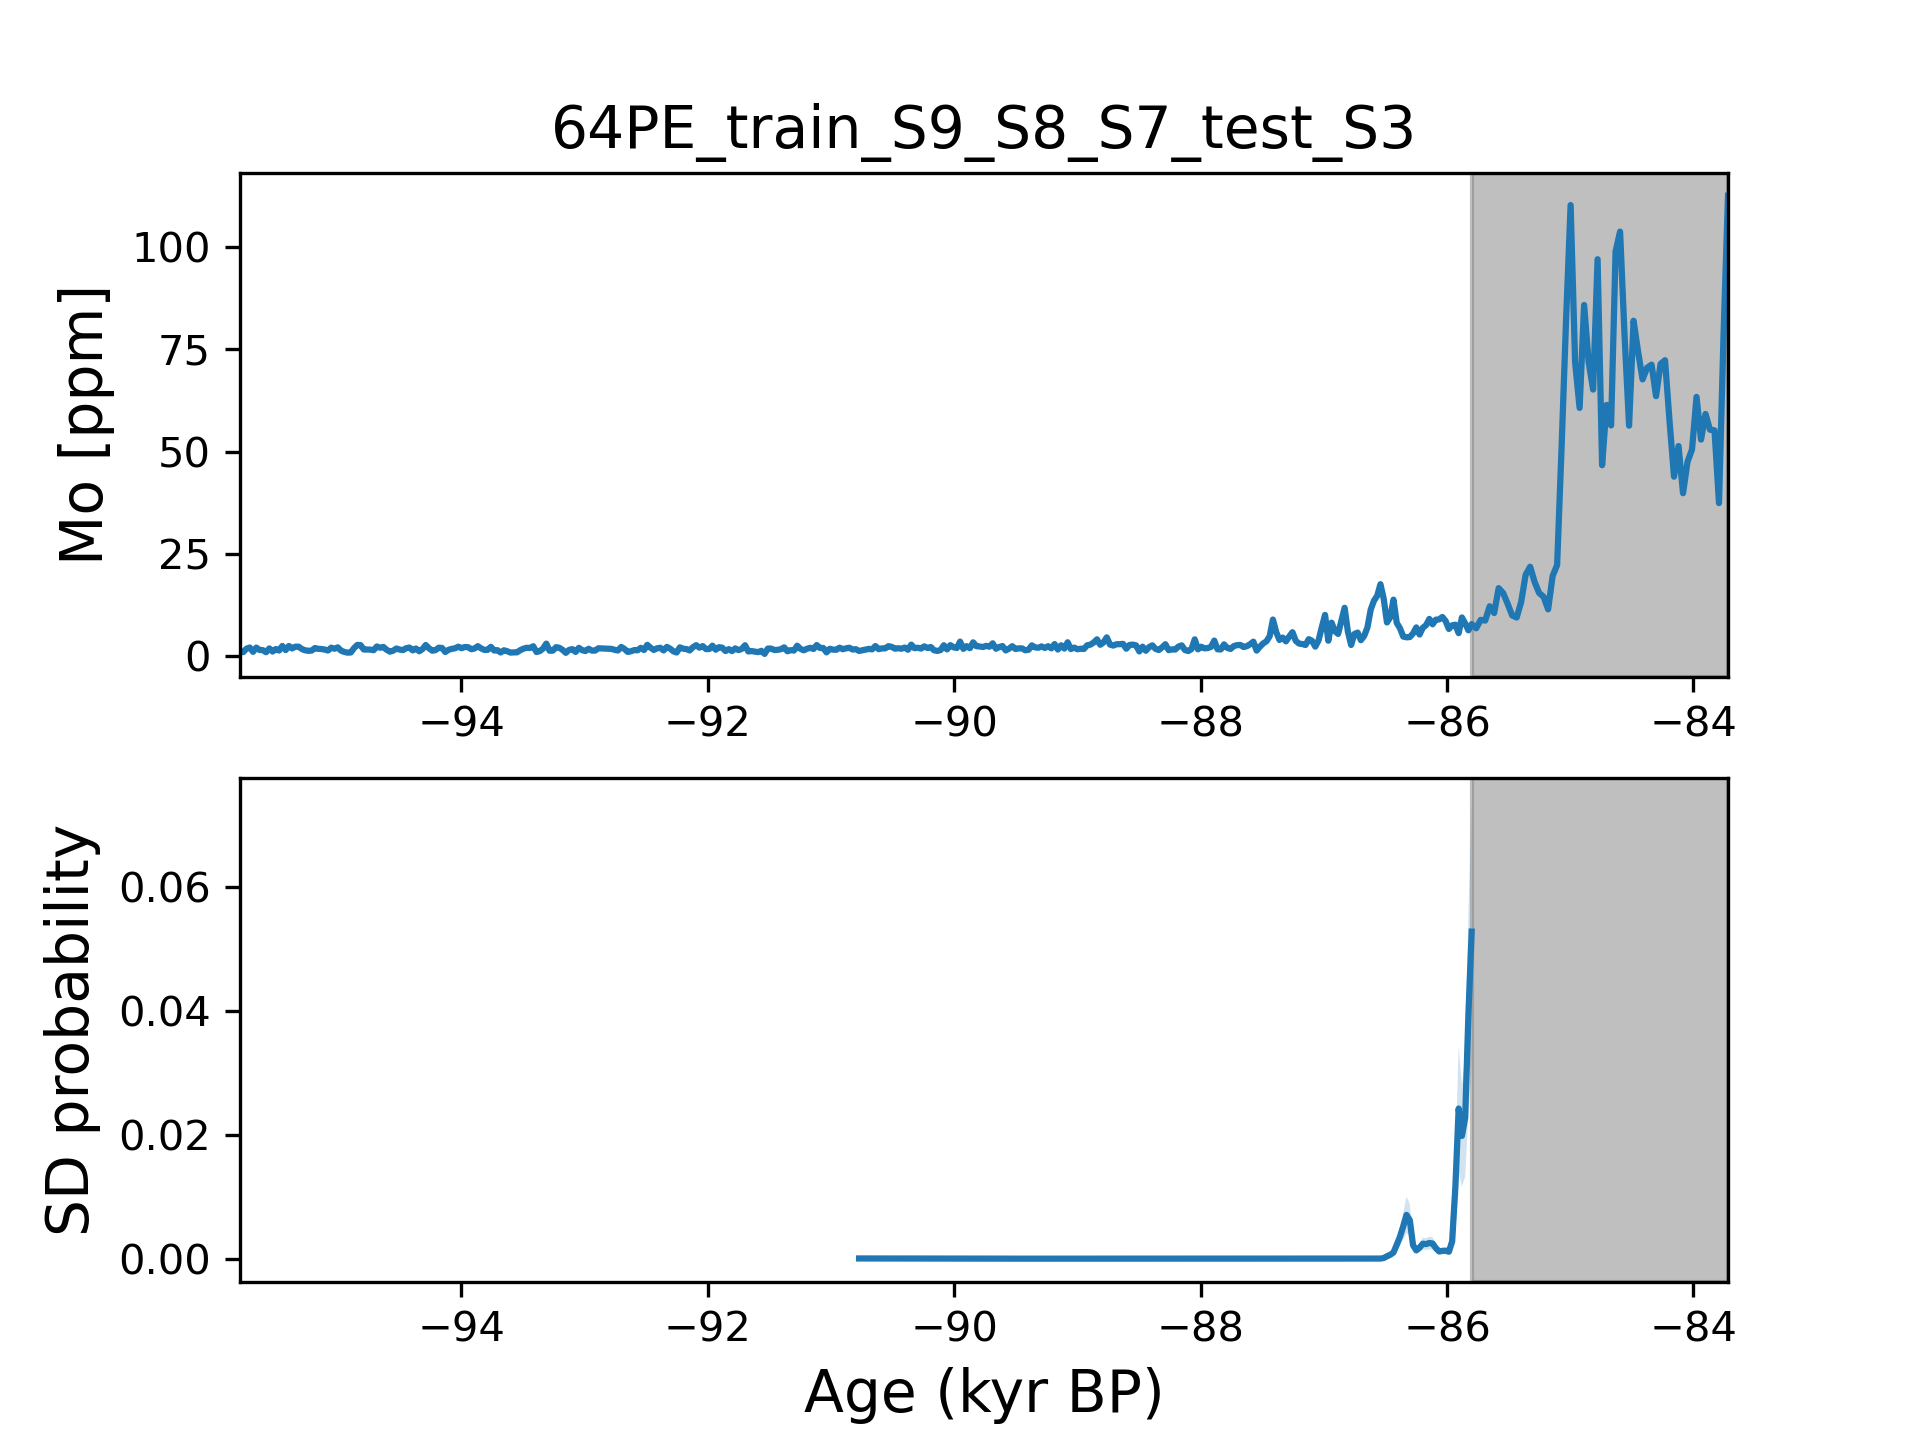 64PE_train_S9_S8_S7_test_S3
Mo [ppm]
100
75
50
25
0
−94 −92 −90 −88 −86 −84
SD probability
0.06
0.04
0.02
0.00
−94 −92 −90 −88 −86 −84
Age (kyr BP)